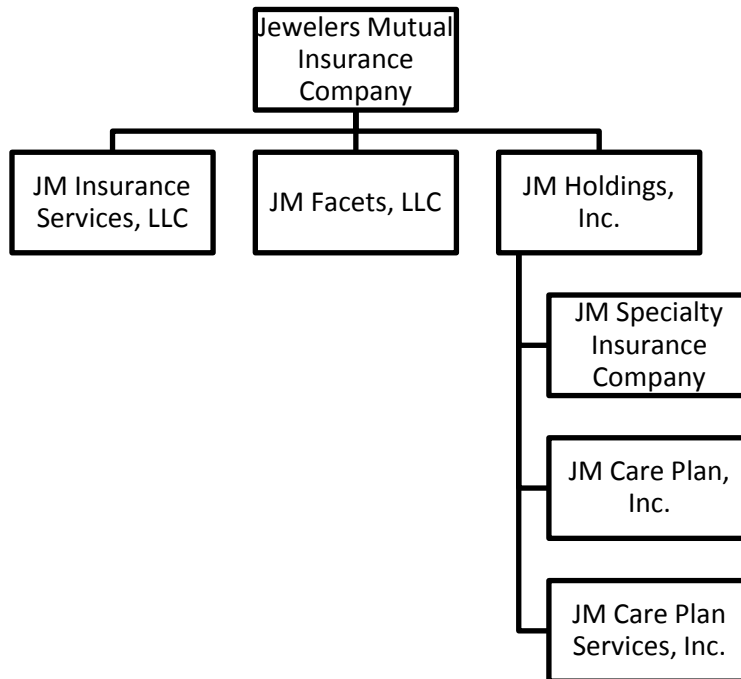 Jewelers Mutual
Insurance
Company
JM Insurance
Services, LLC
JM Facets, LLC
JM Holdings,
Inc.
JM Specialty
Insurance
Company
JM Care Plan,
Inc.
JM Care Plan
Services, Inc.